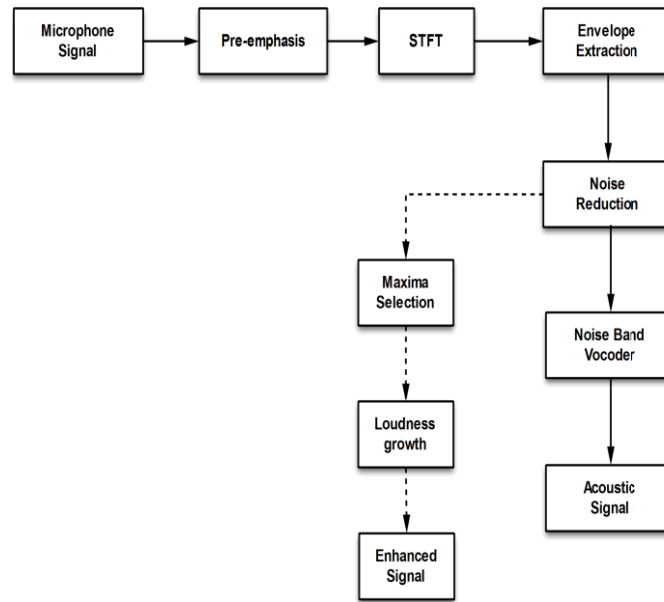 Microphone
Signal
Pre-emphasis
STFT
Envelope
Extraction
Noise
Reduction
Maxima
Selection
Noise Band
Vocoder
Loudness
growth
Acoustic
Signal
Enhanced
Signal